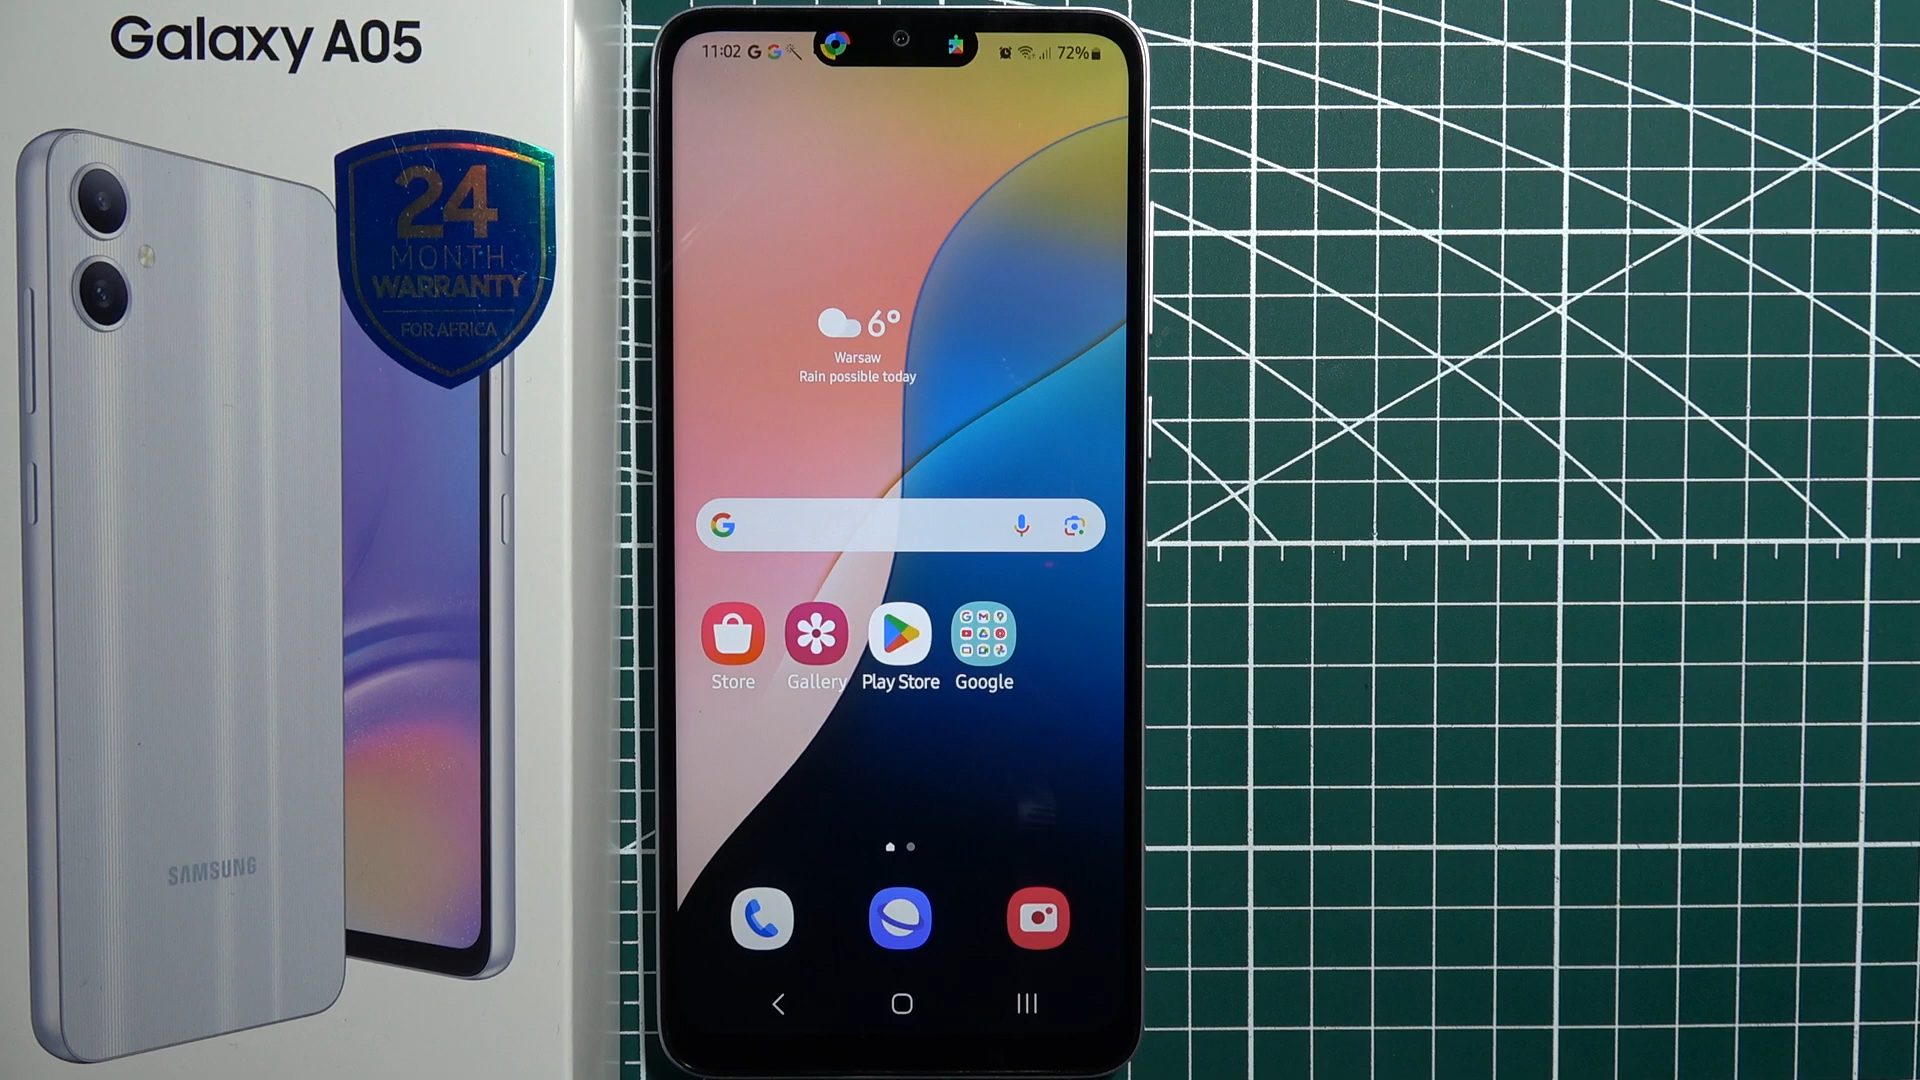 Galaxy A05
24
MONTH
WARRANTY
FOR AFRICA
SAMSUNG
11:02
72%
6°
Warsaw
Rain possible today
Store
Gallery
Play Store
Google